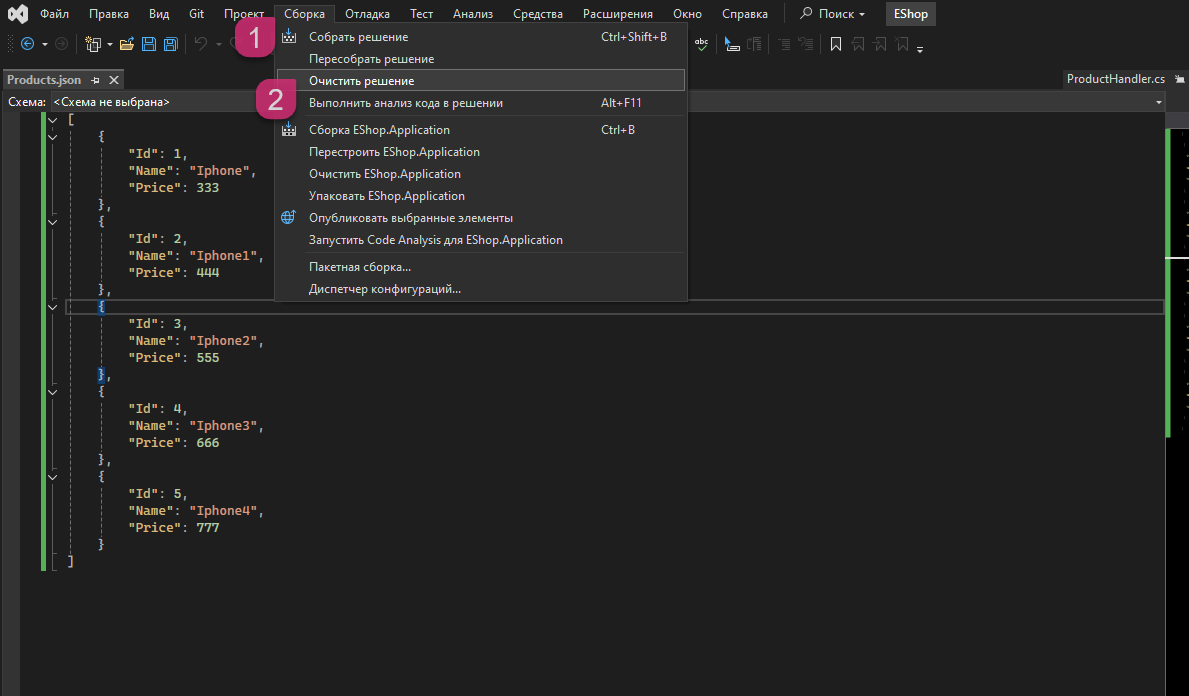 Файл Правка Вид Git Проект Сборка Отладка Тест Анализ Средства Расширения Окно Справка Поиск EShop
1
Собрать решение Ctrl+Shift+B
Пересобрать решение
Очистить решение
2
Выполнить анализ кода в решении Alt+F11
Сборка EShop.Application Ctrl+B
Перестроить EShop.Application
Очистить EShop.Application
Упаковать EShop.Application
Опубликовать выбранные элементы
Запустить Code Analysis для EShop.Application
Пакетная сборка...
Диспетчер конфигураций...
abc
Products.json ProductHandler.cs
Схема: <Схема не выбрана>
[
{
"Id": 1,
"Name": "Iphone",
"Price": 333
},
{
"Id": 2,
"Name": "Iphone1",
"Price": 444
},
{
"Id": 3,
"Name": "Iphone2",
"Price": 555
},
{
"Id": 4,
"Name": "Iphone3",
"Price": 666
},
{
"Id": 5,
"Name": "Iphone4",
"Price": 777
}
]